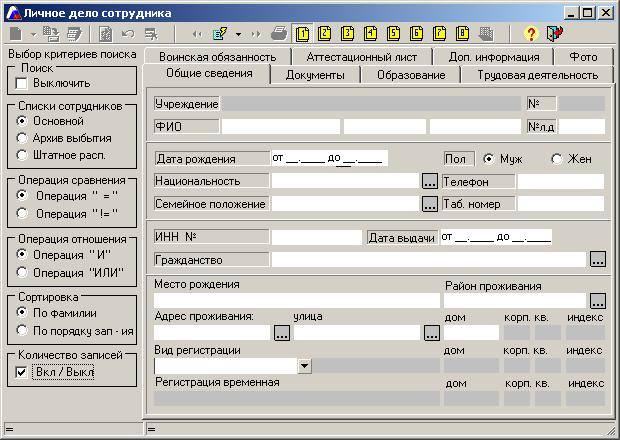 Личное дело сотрудника
1 2 3 4 5 6 7 8
Выбор критериев поиска
Поиск
Выключить
Списки сотрудников
Основной
Архив выбытия
Штатное расп.
Операция сравнения
Операция " = "
Операция " != "
Операция отношения
Операция " И"
Операция "ИЛИ"
Сортировка
По фамилии
По порядку зап - ия
Количество записей
Вкл / Выкл
Воинская обязанность Аттестационный лист Доп. информация Фото
Общие сведения Документы Образование Трудовая деятельность
Учреждение №
ФИО №л.д
Дата рождения от __.____ до __.____ Пол Муж Жен
Национальность ... Телефон
Семейное положение ... Таб. номер
ИНН № Дата выдачи от __.____ до __.____
Гражданство ...
Место рождения Район проживания
...
Адрес проживания: улица дом корп. кв. индекс
... ...
Вид регистрации дом корп. кв. индекс
Регистрация временная дом корп. кв. индекс
= =